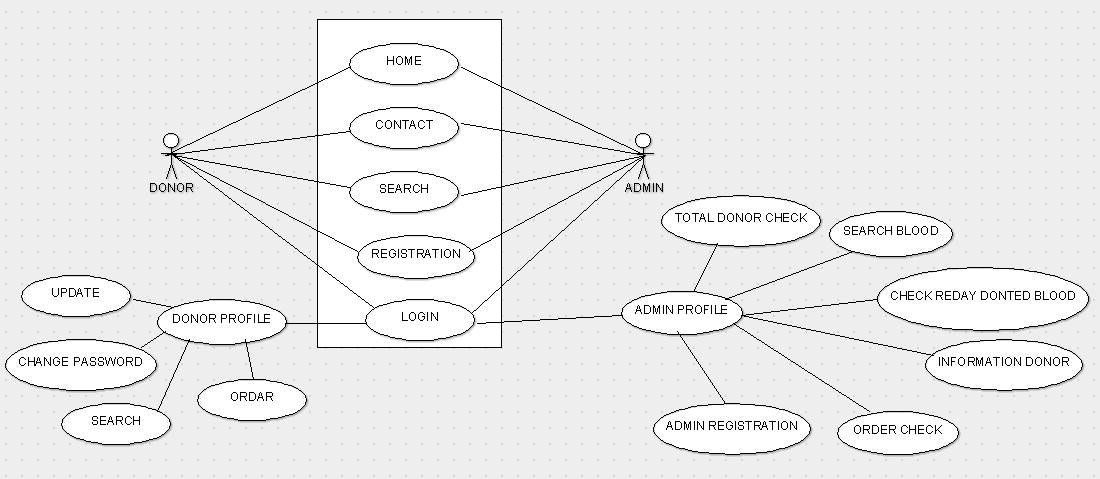 HOME
CONTACT
DONOR
ADMIN
SEARCH
TOTAL DONOR CHECK
SEARCH BLOOD
REGISTRATION
UPDATE
CHECK REDAY DONTED BLOOD
DONOR PROFILE
LOGIN
ADMIN PROFILE
CHANGE PASSWORD
INFORMATION DONOR
ORDAR
SEARCH
ADMIN REGISTRATION
ORDER CHECK